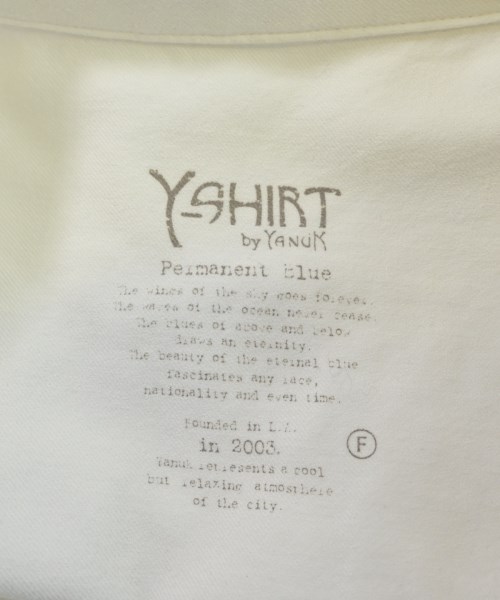 Y-SHIRT
by YANUK
Permanent Blue
The winds of the sky goes forever.
The waves of the ocean never cease.
The blues of above and below
draws an eternity.
The beauty of the eternal blue
fascinates any race,
nationality and even time.
Founded in L.A.
in 2003.
F
Yanuk represents a cool
but relaxing atmosphere
of the city.